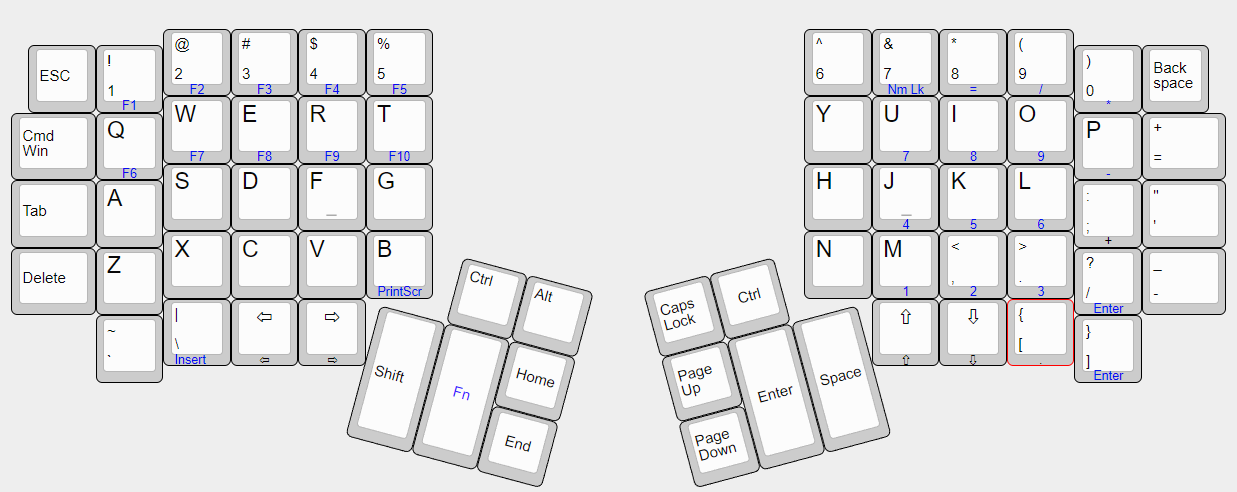 ESC
!
1
F1
@
2
F2
#
3
F3
$
4
F4
%
5
F5
^
6
&
7
Nm Lk
*
8
=
(
9
/
)
0
*
Back
space
Cmd
Win
Q
F6
W
F7
E
F8
R
F9
T
F10
Y
U
7
I
8
O
9
P
-
+
=
Tab
A
S
D
F
_
G
H
J
_
4
K
5
L
6
:
;
+
"
'
Delete
Z
X
C
V
B
PrintScr
N
M
1
<
,
2
>
.
3
?
/
Enter
_
-
~
`
|
\
Insert
⇦
⇦
⇨
⇨
⇧
⇧
⇩
⇩
{
[
.
}
]
Enter
Ctrl
Alt
Shift
Fn
Home
End
Caps
Lock
Ctrl
Page
Up
Enter
Space
Page
Down